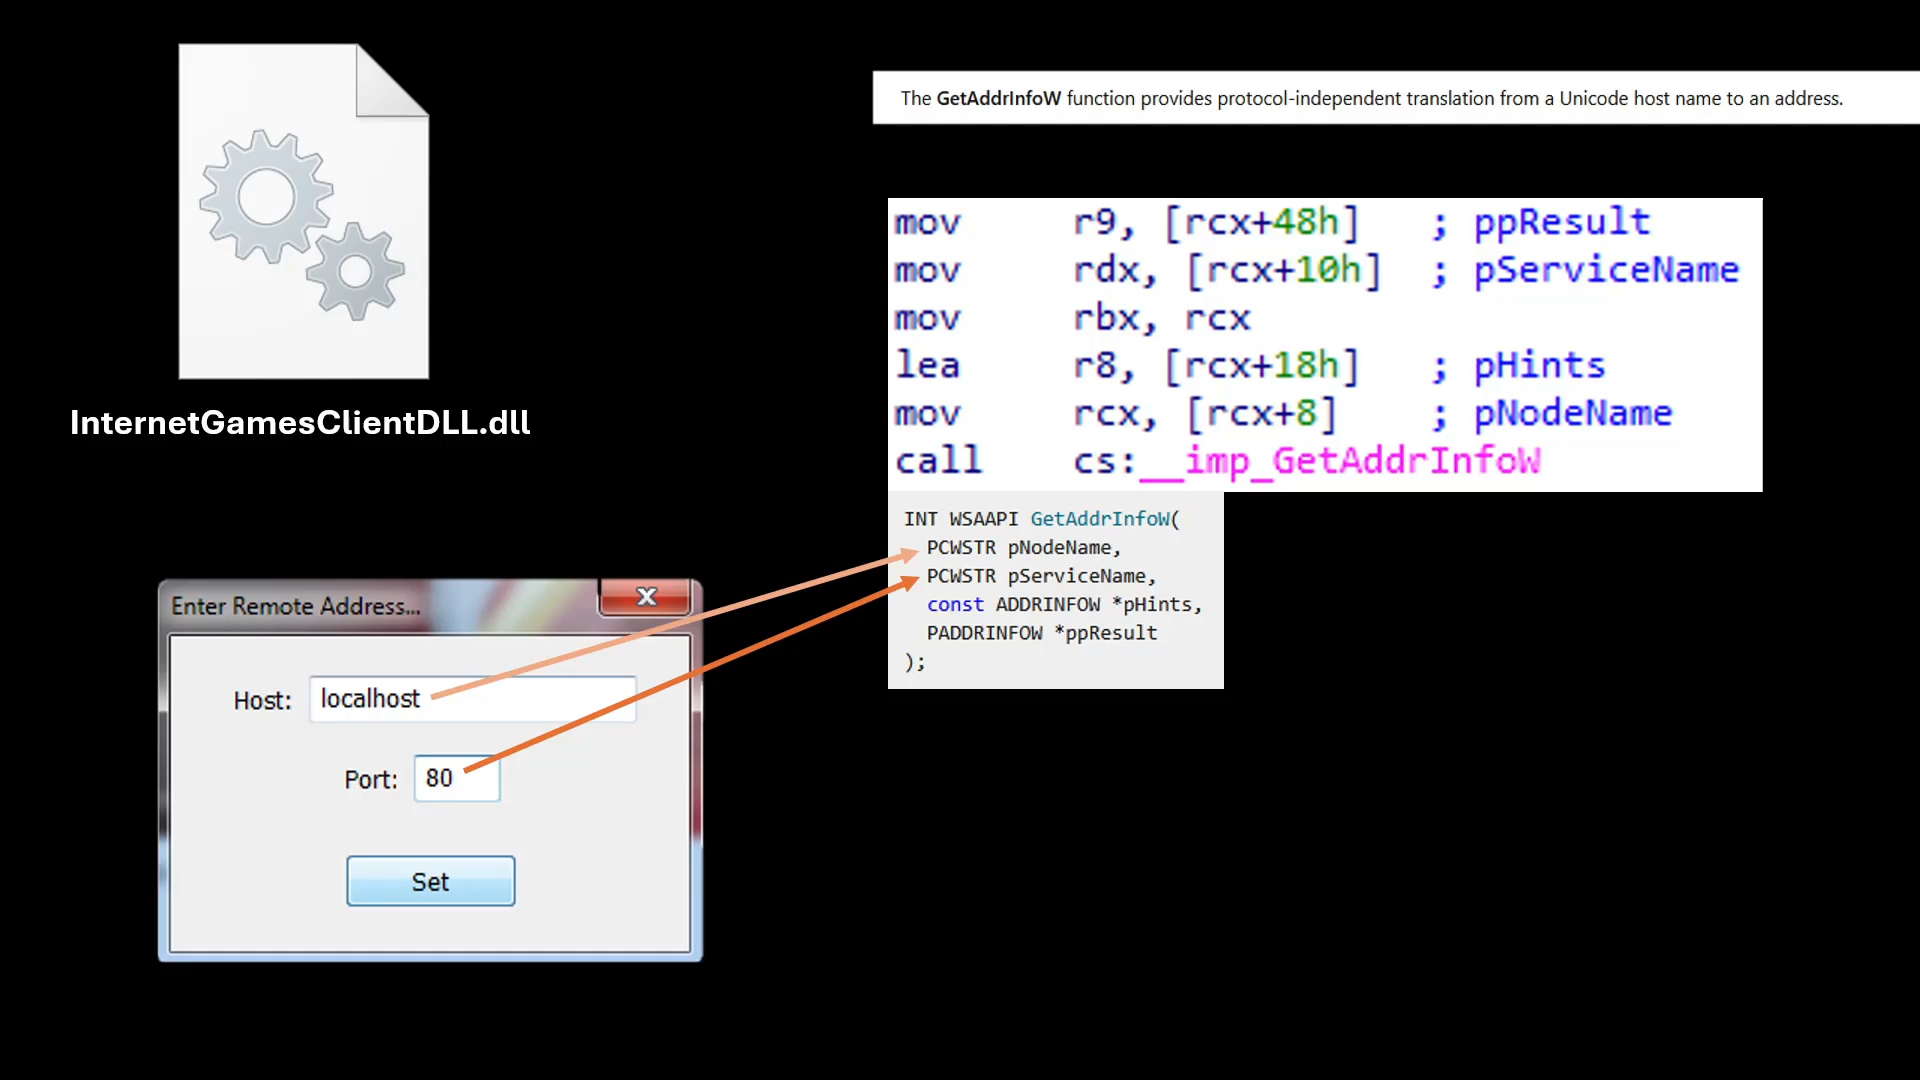 InternetGamesClientDLL.dll
The GetAddrInfoW function provides protocol-independent translation from a Unicode host name to an address.
mov r9, [rcx+48h] ; ppResult
mov rdx, [rcx+10h] ; pServiceName
mov rbx, rcx
lea r8, [rcx+18h] ; pHints
mov rcx, [rcx+8] ; pNodeName
call cs:__imp_GetAddrInfoW
INT WSAAPI GetAddrInfoW(
PCWSTR pNodeName,
PCWSTR pServiceName,
const ADDRINFOW *pHints,
PADDRINFOW *ppResult
);
Enter Remote Address...
X
Host: localhost
Port: 80
Set